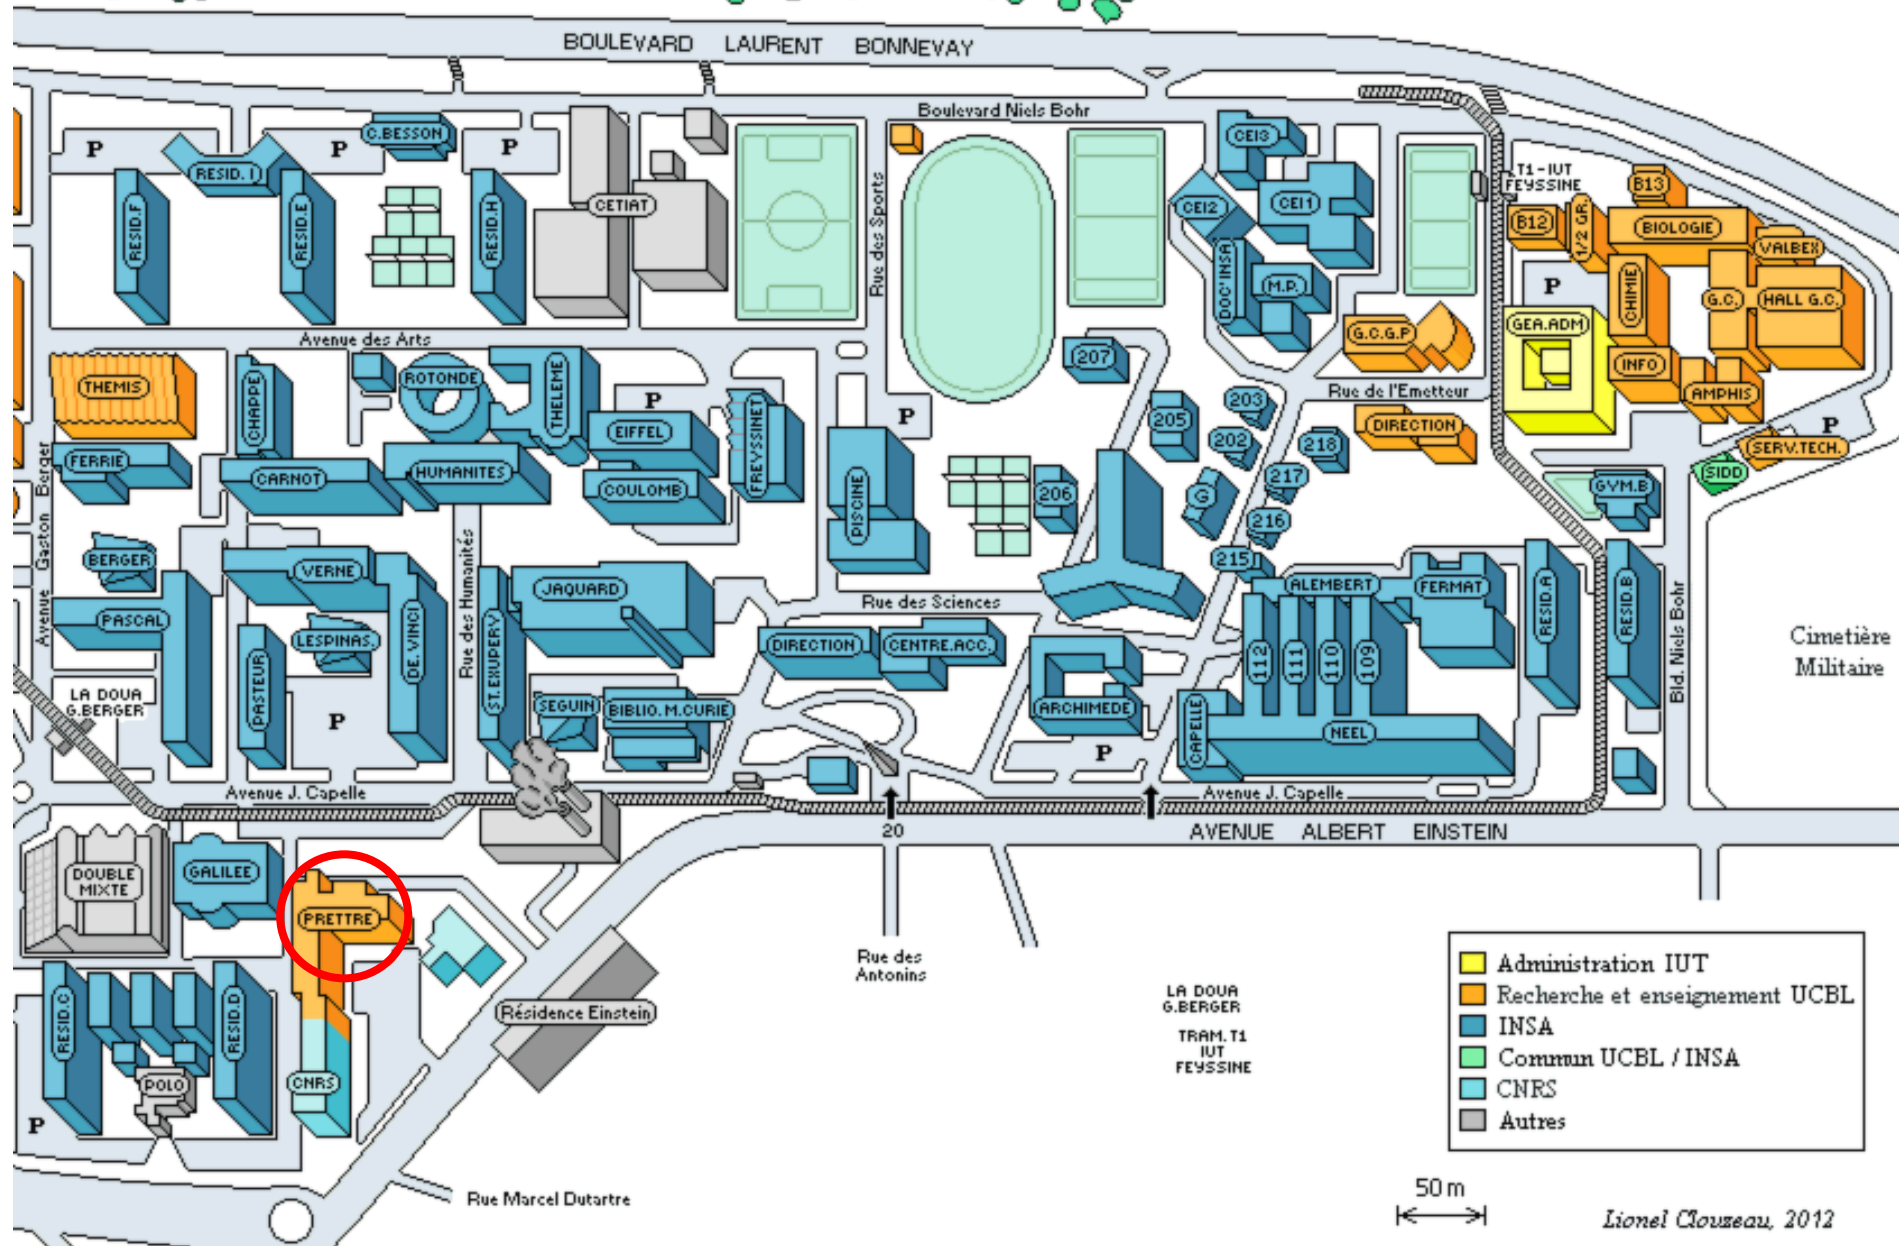 BOULEVARD LAURENT BONNEVAY
Boulevard Niels Bohr
P
RESID. I
P
C.BESSON
P
RESID.F
RESID.E
RESID.H
CETIAT
Rue des Sports
CEI3
CEI2
CEI1
DOC'INSA
M.P.
T1-IUT
FEYSSINE
B13
B12
1/2 GR.
BIOLOGIE
VALBEX
P
CHIMIE
G.C.
HALL G.C.
GEA.ADM
G.C.G.P
INFO
AMPHIS
P
SERV.TECH.
SIDD
Avenue des Arts
THEMIS
CHAPPE
ROTONDE
THELEME
P
EIFFEL
FREYSSINET
P
207
203
205
202
218
217
G
216
215
206
Rue de l'Emetteur
DIRECTION
GYM.B
Avenue Gaston Berger
FERRIE
CARNOT
HUMANITES
COULOMB
PISCINE
BERGER
VERNE
Rue des Humanités
JAQUARD
Rue des Sciences
ALEMBERT
FERMAT
RESID.A
RESID.B
Bld. Niels Bohr
Cimetière
Militaire
PASCAL
LESPINAS.
DE. VINCI
ST.EXUPERY
DIRECTION
CENTRE.ACC.
112
111
110
109
LA DOUA
G.BERGER
PASTEUR
P
SEGUIN
BIBLIO.M.CURIE
ARCHIMEDE
P
CAPELLE
NEEL
Avenue J. Capelle
Avenue J. Capelle
20
AVENUE ALBERT EINSTEIN
DOUBLE
MIXTE
GALILEE
PRETTRE
Rue des
Antonins
Résidence Einstein
RESID.C
RESID.D
POLO
CNRS
P
Rue Marcel Dutartre
LA DOUA
G.BERGER
TRAM.T1
IUT
FEYSSINE
Administration IUT
Recherche et enseignement UCBL
INSA
Commun UCBL / INSA
CNRS
Autres
50 m
Lionel Clouzeau, 2012